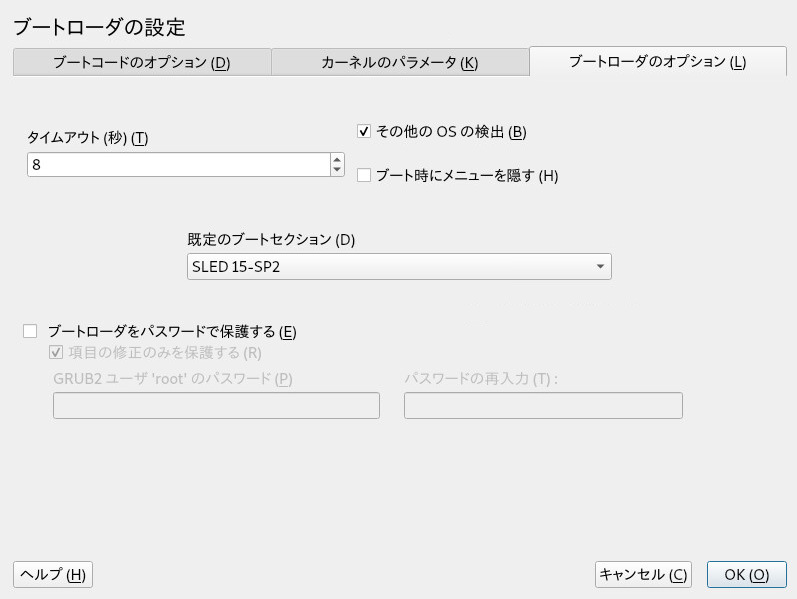 ブートローダの設定
ブートコードのオプション (D)
カーネルのパラメータ (K)
ブートローダのオプション (L)
タイムアウト (秒) (T)
8
その他の OS の検出 (B)
ブート時にメニューを隠す (H)
既定のブートセクション (D)
SLED 15-SP2
ブートローダをパスワードで保護する (E)
項目の修正のみを保護する (R)
GRUB2 ユーザ 'root' のパスワード (P)
パスワードの再入力 (T) :
ヘルプ (H)
キャンセル (C)
OK (O)